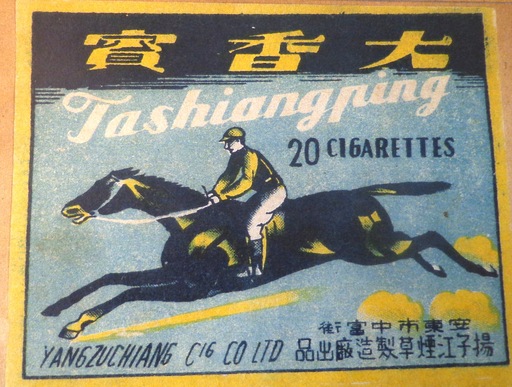 大香賓
Tashiangping
20 CIGARETTES
安東市中富街
揚子江煙草製造廠出品
YANGZUCHIANG CIG CO LTD